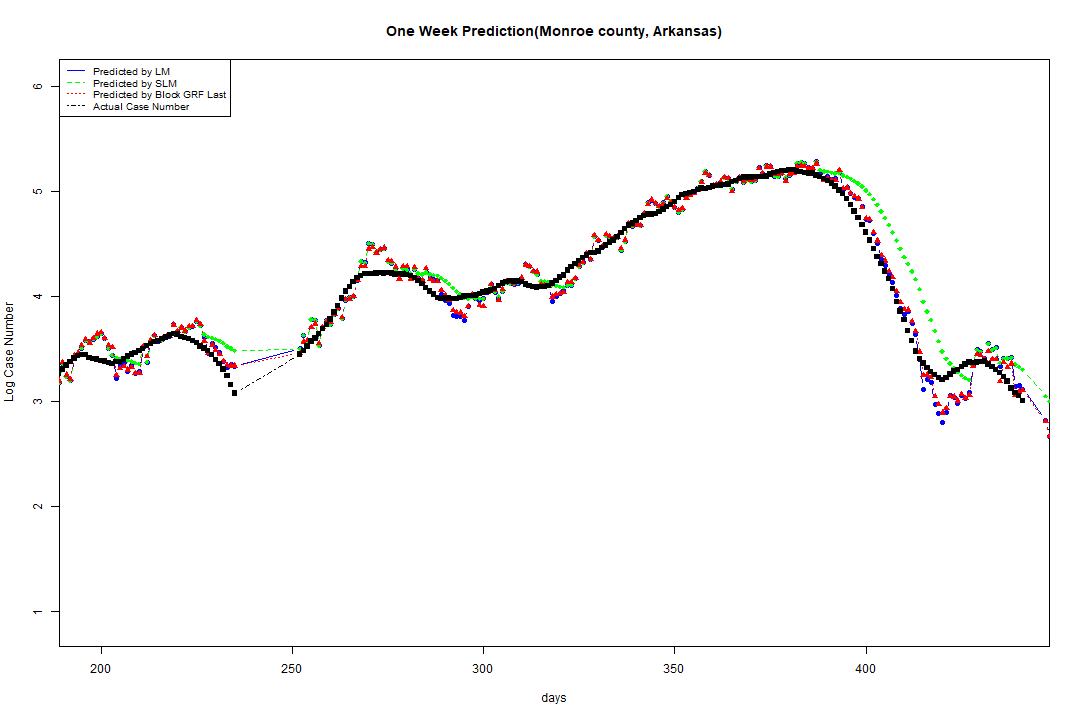 One Week Prediction(Monroe county, Arkansas)
Predicted by LM
Predicted by SLM
Predicted by Block GRF Last
Actual Case Number
6
5
4
3
2
1
Log Case Number
200 250 300 350 400
days